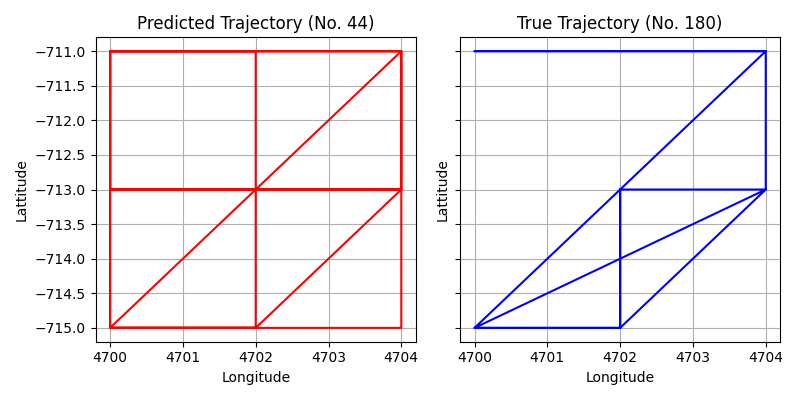 Predicted Trajectory (No. 44)
True Trajectory (No. 180)
−711.0
−711.5
−712.0
−712.5
−713.0
−713.5
−714.0
−714.5
−715.0
Lattitude
Lattitude
4700 4701 4702 4703 4704
4700 4701 4702 4703 4704
Longitude
Longitude